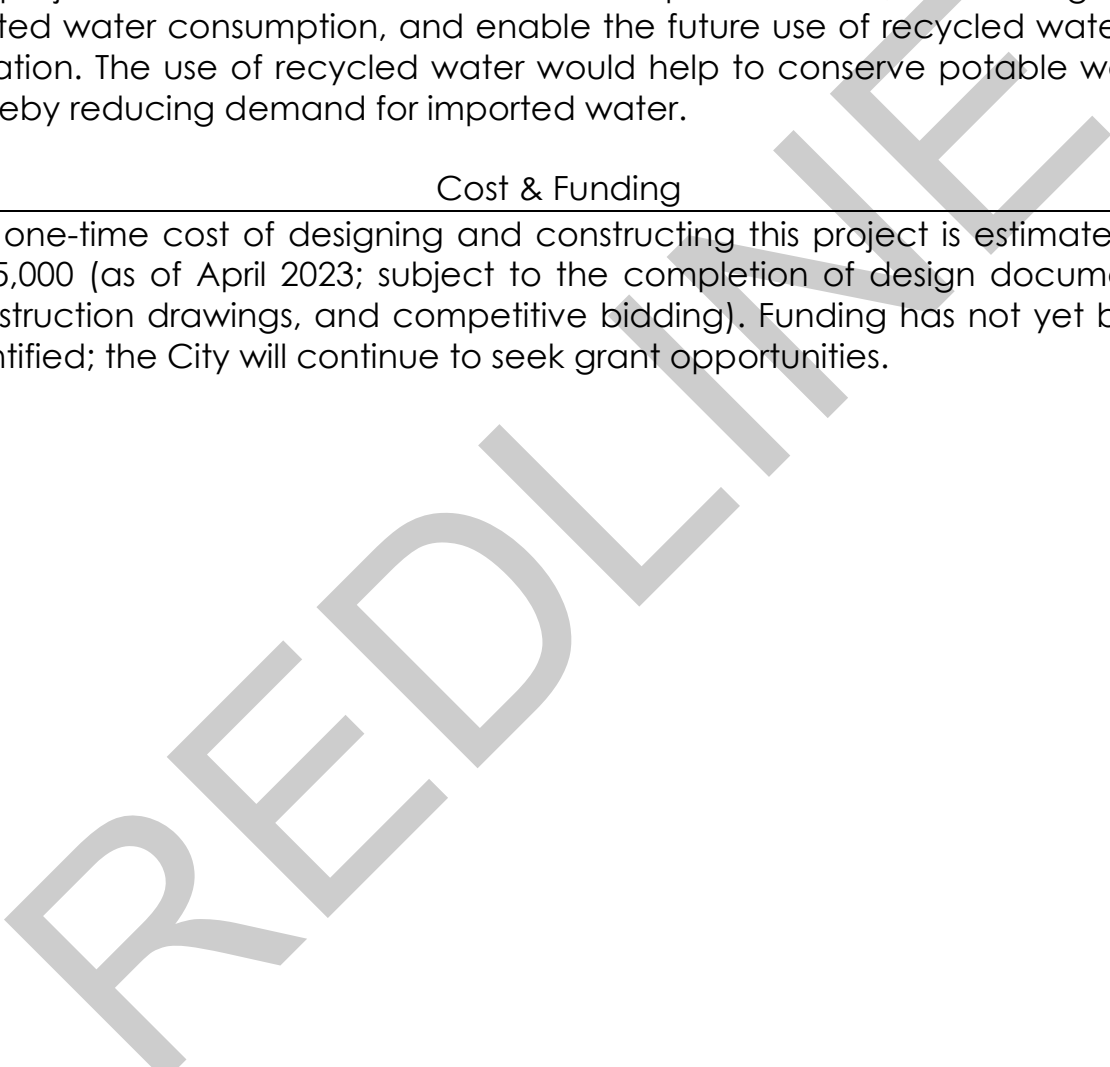 ted water consumption, and enable the future use of recycled wate
ation. The use of recycled water would help to conserve potable w
eby reducing demand for imported water.
Cost & Funding
one-time cost of designing and constructing this project is estimate
5,000 (as of April 2023; subject to the completion of design docum
struction drawings, and competitive bidding). Funding has not yet b
ntified; the City will continue to seek grant opportunities.
REDLINE